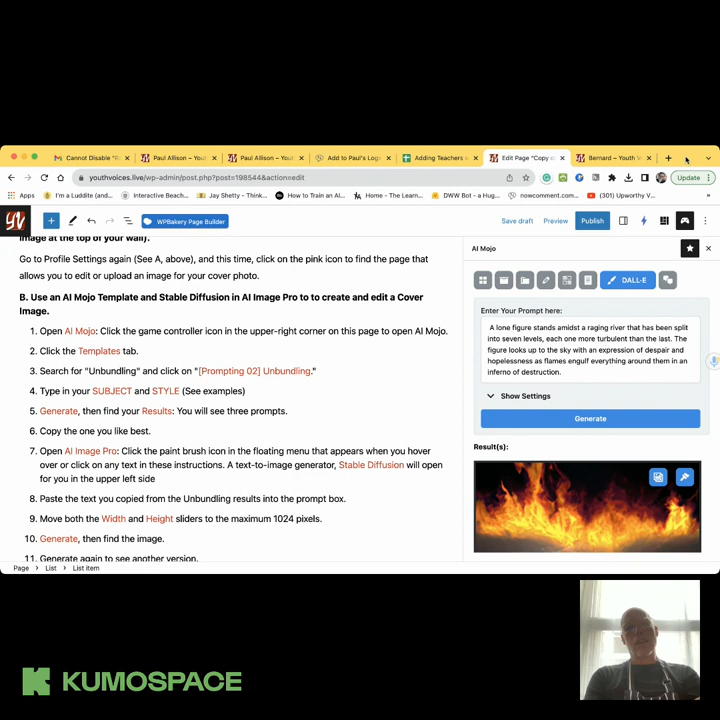 Cannot Disable "R
Paul Allison – Yout
Paul Allison – Yout
Add to Paul's Logs
Adding Teachers
Edit Page "Copy o
Bernard – Youth V
youthvoices.live/wp-admin/post.php?post=198544&action=edit
Update
Apps
I'm a Luddite (and...
Interactive Beach...
Jay Shetty - Think...
How to Train an AI...
Home - The Learn...
DWW Bot - a Hug...
nowcomment.com...
(301) Upworthy V...
YV
WPBakery Page Builder
Save draft
Preview
Publish
image at the top of your wall).
Go to Profile Settings again (See A, above), and this time, click on the pink icon to find the page that
allows you to edit or upload an image for your cover photo.
B. Use an AI Mojo Template and Stable Diffusion in AI Image Pro to to create and edit a Cover
Image.
1. Open AI Mojo: Click the game controller icon in the upper-right corner on this page to open AI Mojo.
2. Click the Templates tab.
3. Search for "Unbundling" and click on "[Prompting 02] Unbundling."
4. Type in your SUBJECT and STYLE (See examples)
5. Generate, then find your Results: You will see three prompts.
6. Copy the one you like best.
7. Open AI Image Pro: Click the paint brush icon in the floating menu that appears when you hover
over or click on any text in these instructions. A text-to-image generator, Stable Diffusion will open
for you in the upper left side
8. Paste the text you copied from the Unbundling results into the prompt box.
9. Move both the Width and Height sliders to the maximum 1024 pixels.
10. Generate, then find the image.
11. Generate again to see another version.
Page > List > List item
AI Mojo
DALL-E
Enter Your Prompt here:
A lone figure stands amidst a raging river that has been split
into seven levels, each one more turbulent than the last. The
figure looks up to the sky with an expression of despair and
hopelessness as flames engulf everything around them in an
inferno of destruction.
Show Settings
Generate
Result(s):
KUMOSPACE